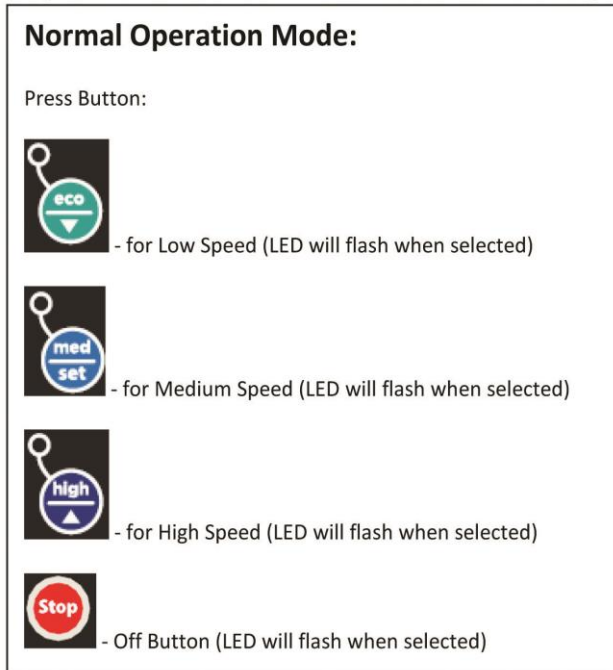 Normal Operation Mode:
Press Button:
eco
- for Low Speed (LED will flash when selected)
med
set
- for Medium Speed (LED will flash when selected)
high
- for High Speed (LED will flash when selected)
Stop
- Off Button (LED will flash when selected)